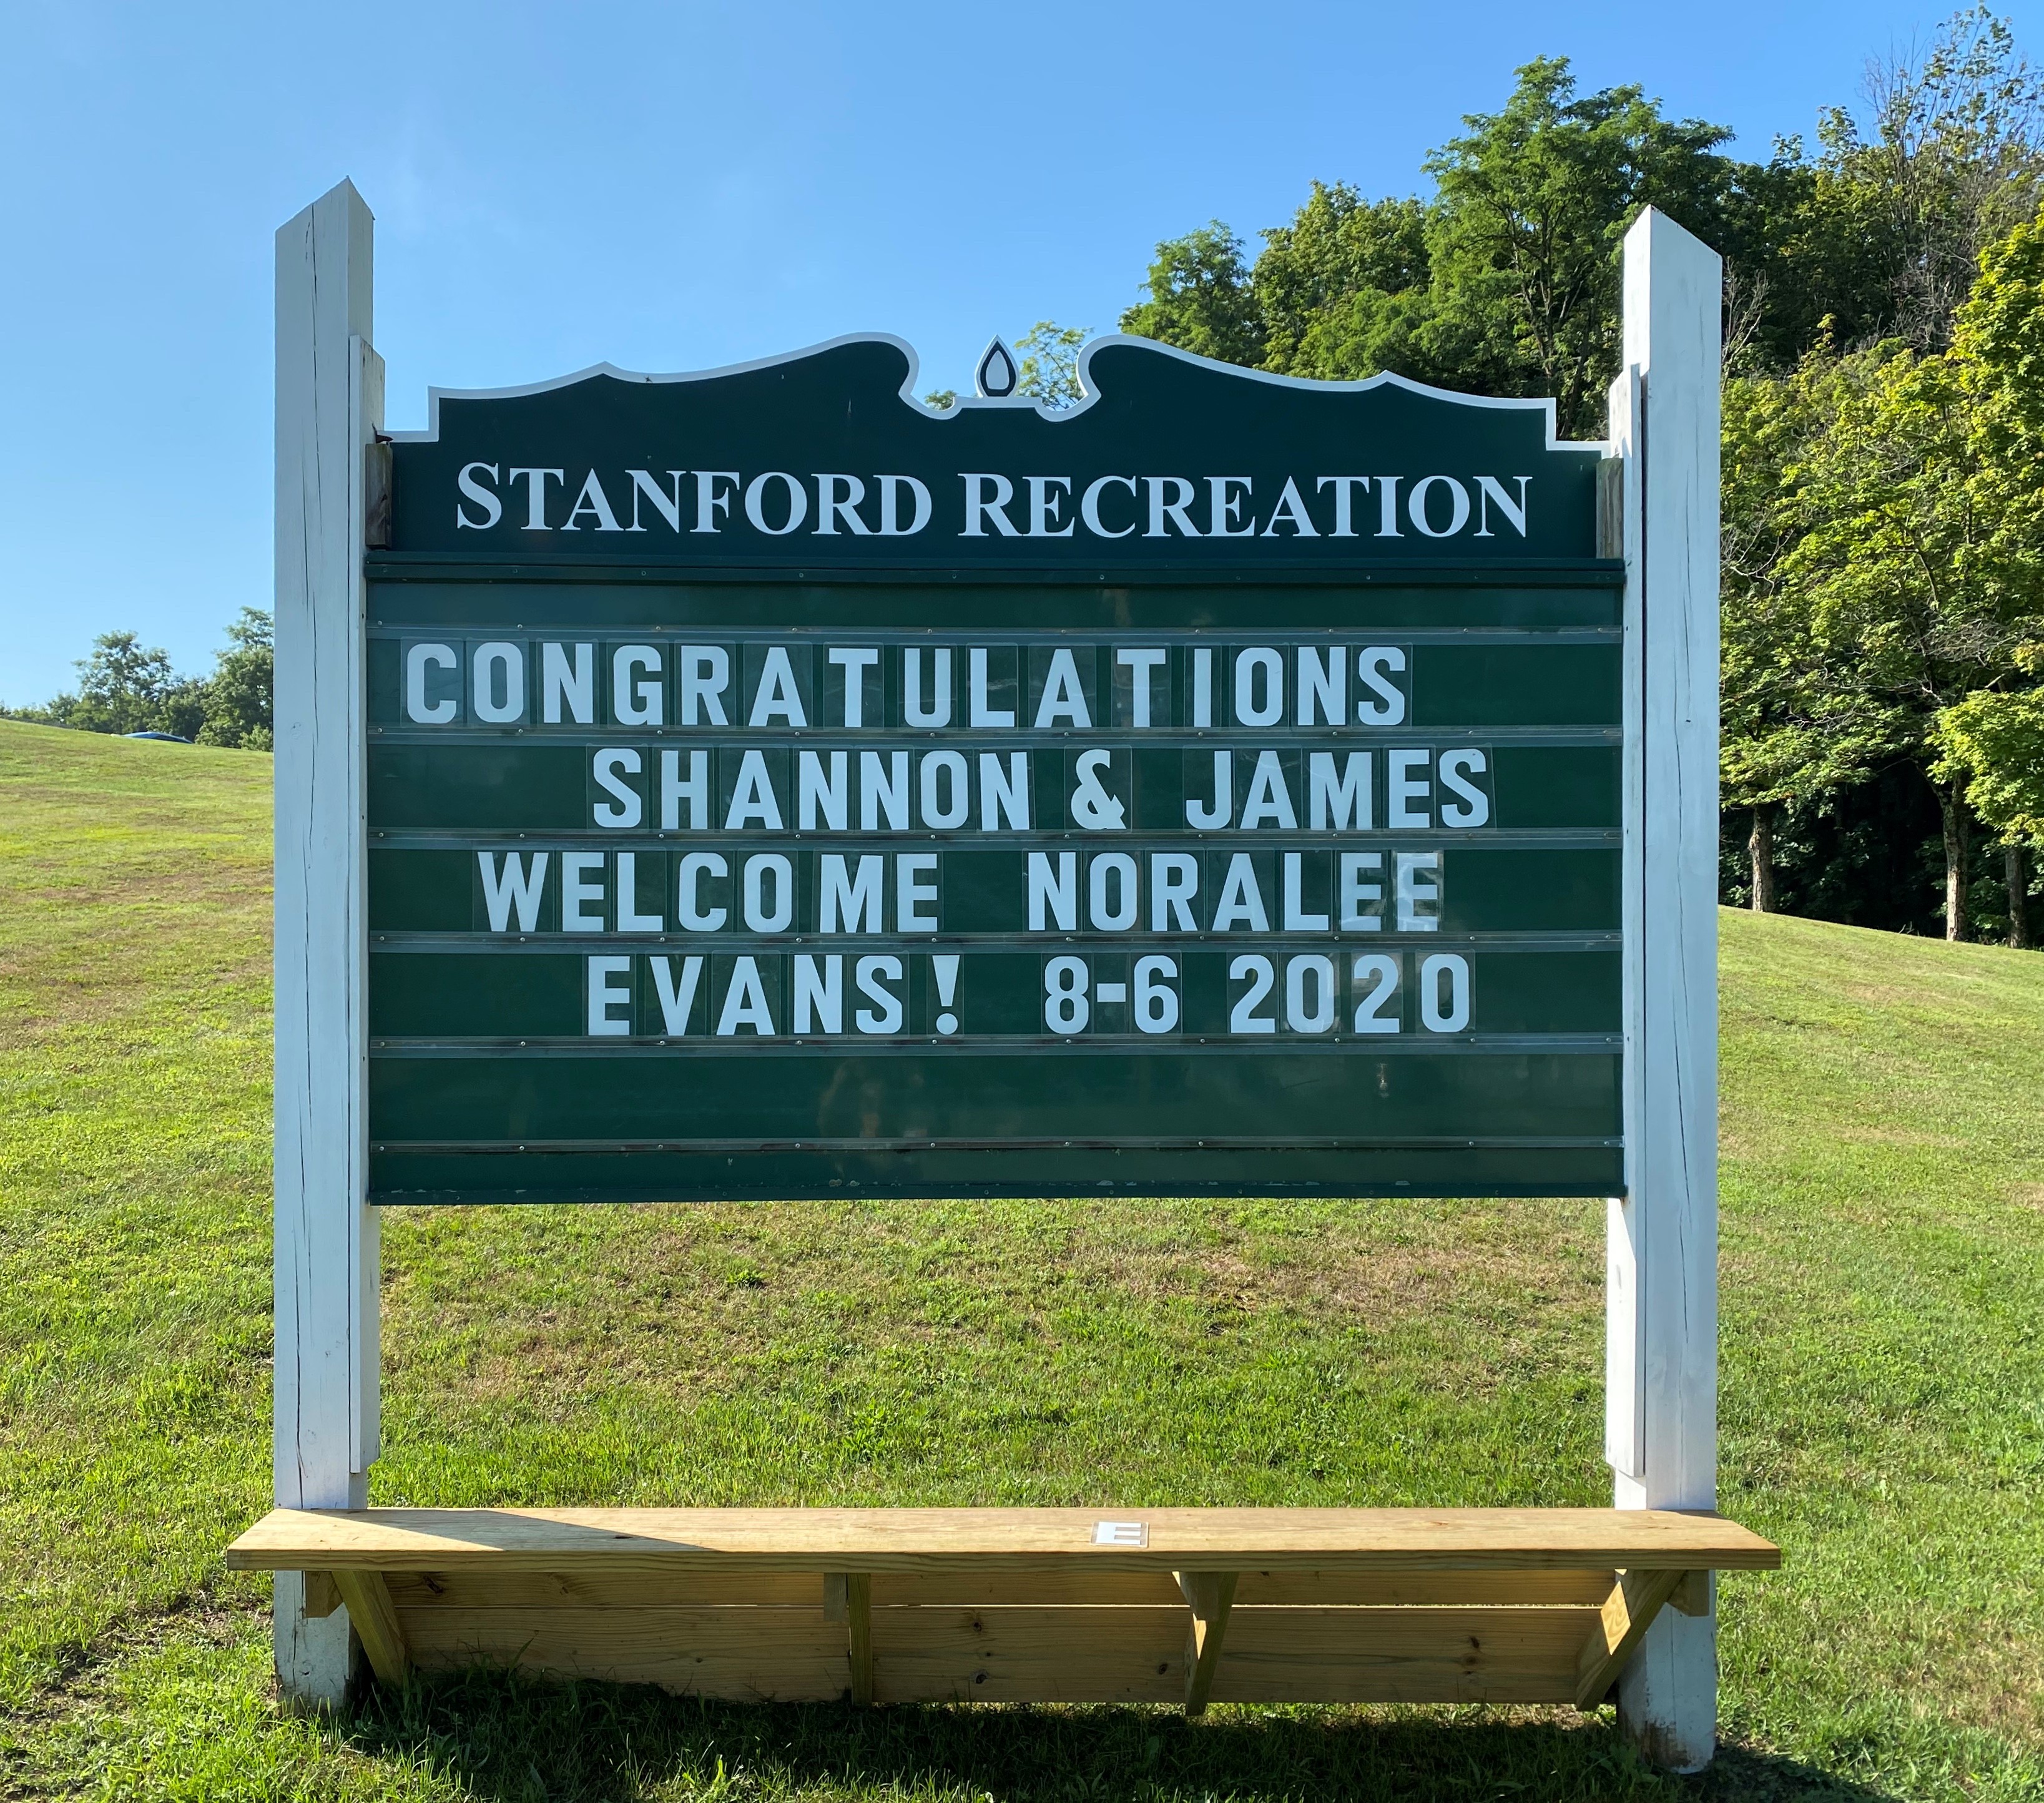 STANFORD RECREATION
CONGRATULATIONS
SHANNON & JAMES
WELCOME NORALEE
EVANS! 8-6 2020
E